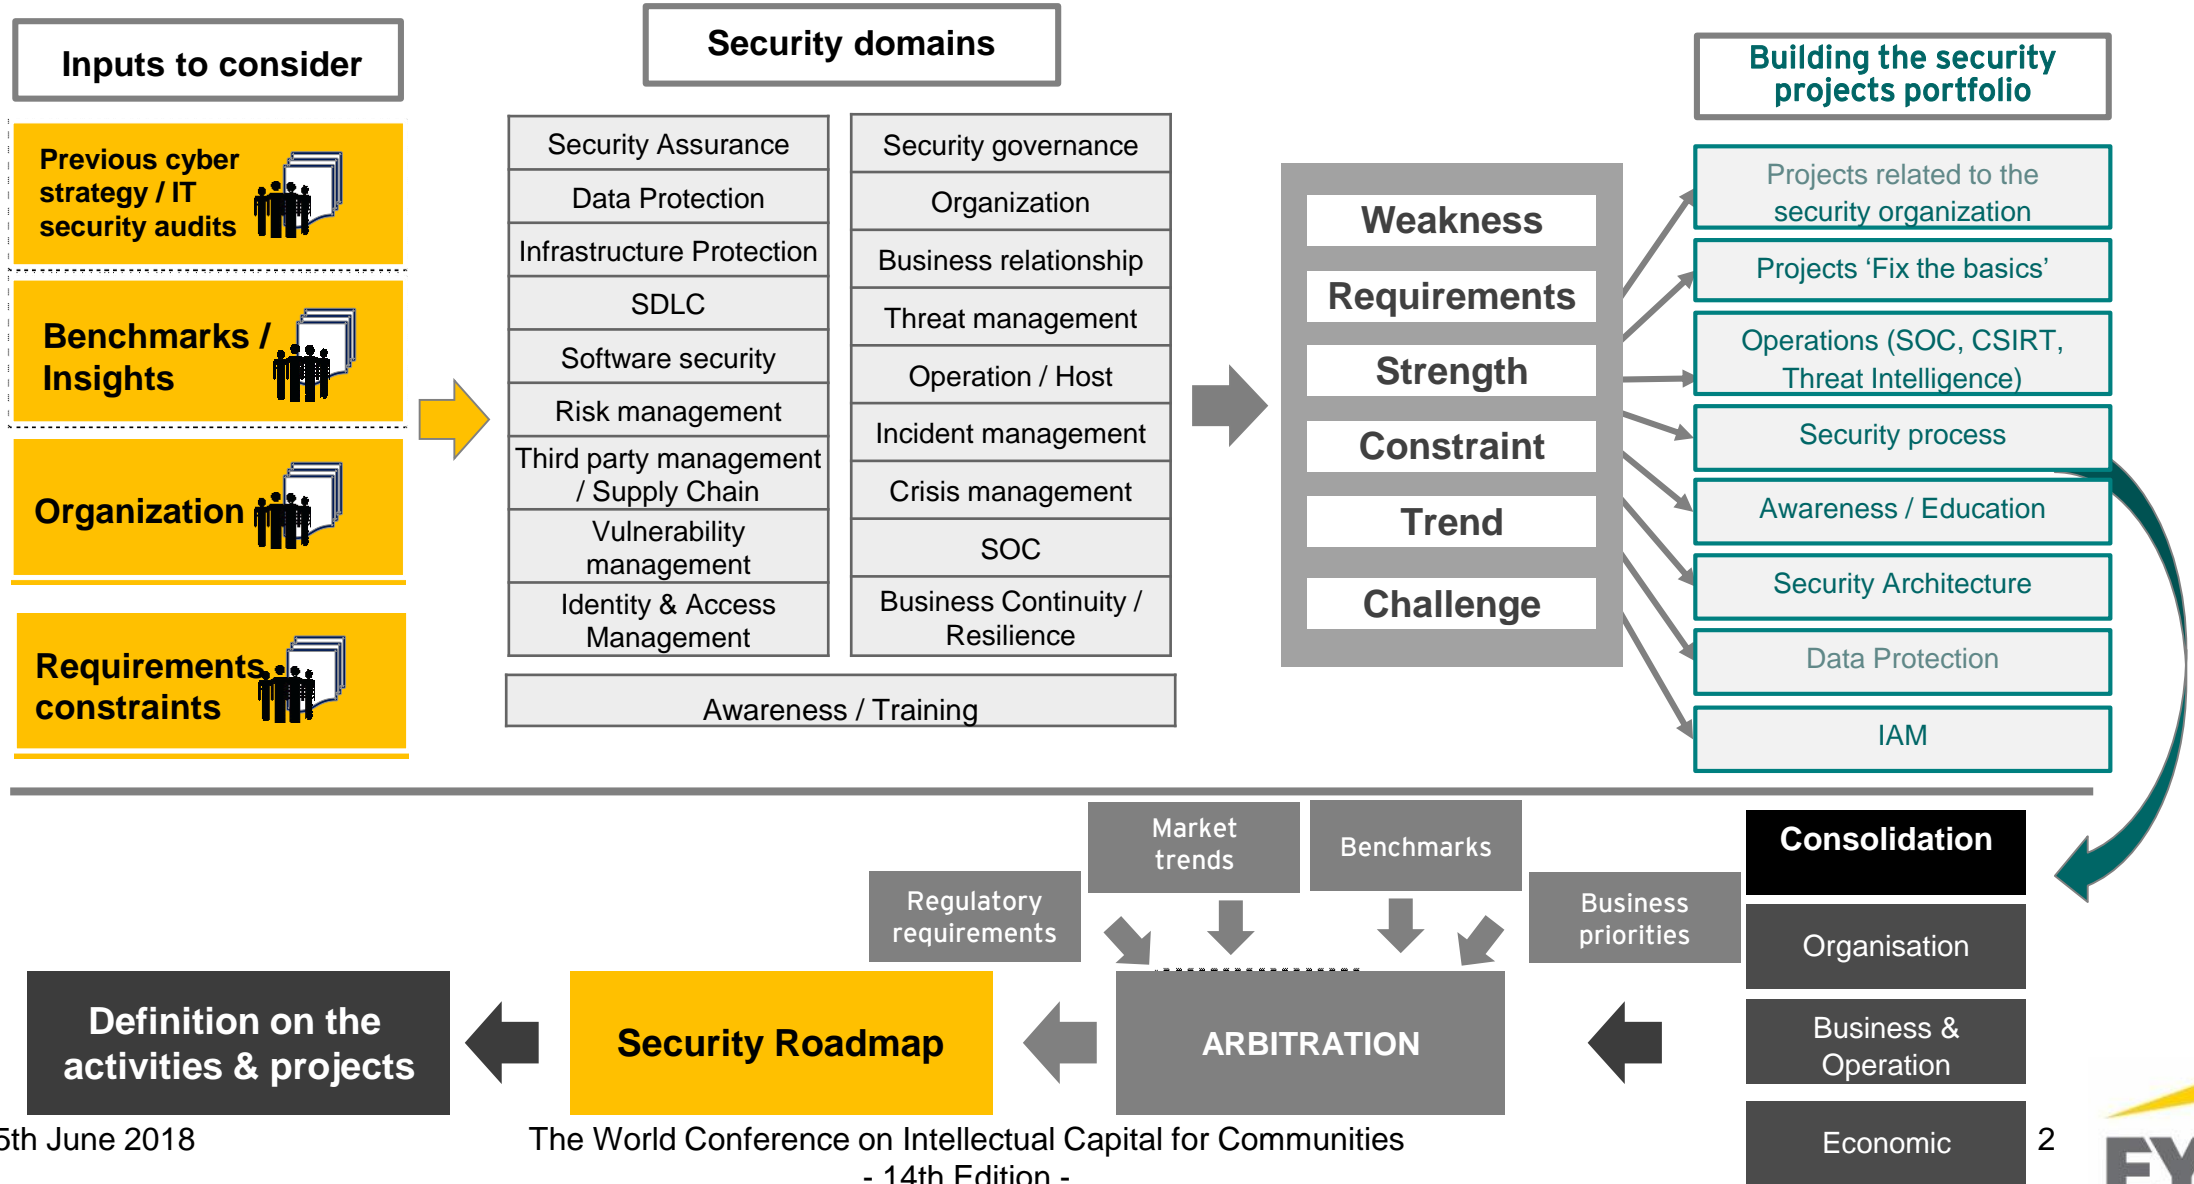 Inputs to consider
Security domains
Building the security
projects portfolio
Previous cyber
strategy / IT
security audits
Benchmarks /
Insights
Organization
Requirements
constraints
Security Assurance
Data Protection
Infrastructure Protection
SDLC
Software security
Risk management
Third party management
/ Supply Chain
Vulnerability
management
Identity & Access
Management
Security governance
Organization
Business relationship
Threat management
Operation / Host
Incident management
Crisis management
SOC
Business Continuity /
Resilience
Awareness / Training
Weakness
Requirements
Strength
Constraint
Trend
Challenge
Projects related to the
security organization
Projects ‘Fix the basics’
Operations (SOC, CSIRT,
Threat Intelligence)
Security process
Awareness / Education
Security Architecture
Data Protection
IAM
Market
trends
Benchmarks
Regulatory
requirements
Business
priorities
Consolidation
Organisation
Business &
Operation
Economic
Definition on the
activities & projects
Security Roadmap
ARBITRATION
5th June 2018
The World Conference on Intellectual Capital for Communities
- 14th Edition -
2
EY